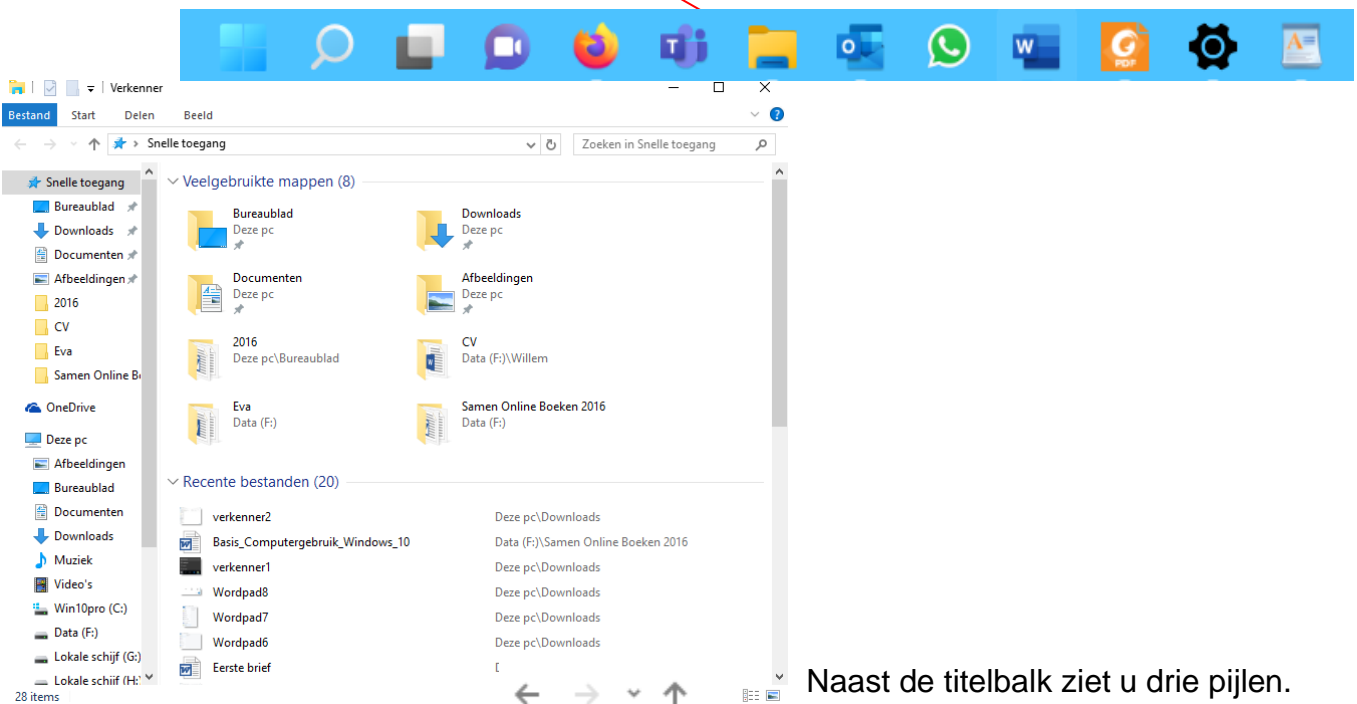 Verkenner
Bestand Start Delen Beeld
Snelle toegang
Zoeken in Snelle toegang
Snelle toegang
Bureaublad
Downloads
Documenten
Afbeeldingen
2016
CV
Eva
Samen Online B
OneDrive
Deze pc
Afbeeldingen
Bureaublad
Documenten
Downloads
Muziek
Video's
Win10pro (C:)
Data (F:)
Lokale schijf (G:)
Lokale schijf (H:
28 items
Veelgebruikte mappen (8)
Bureaublad
Deze pc
Downloads
Deze pc
Documenten
Deze pc
Afbeeldingen
Deze pc
2016
Deze pc\Bureaublad
CV
Data (F:)\Willem
Eva
Data (F:)
Samen Online Boeken 2016
Data (F:)
Recente bestanden (20)
verkenner2 Deze pc\Downloads
Basis_Computergebruik_Windows_10 Data (F:)\Samen Online Boeken 2016
verkenner1 Deze pc\Downloads
Wordpad8 Deze pc\Downloads
Wordpad7 Deze pc\Downloads
Wordpad6 Deze pc\Downloads
Eerste brief
Naast de titelbalk ziet u drie pijlen.